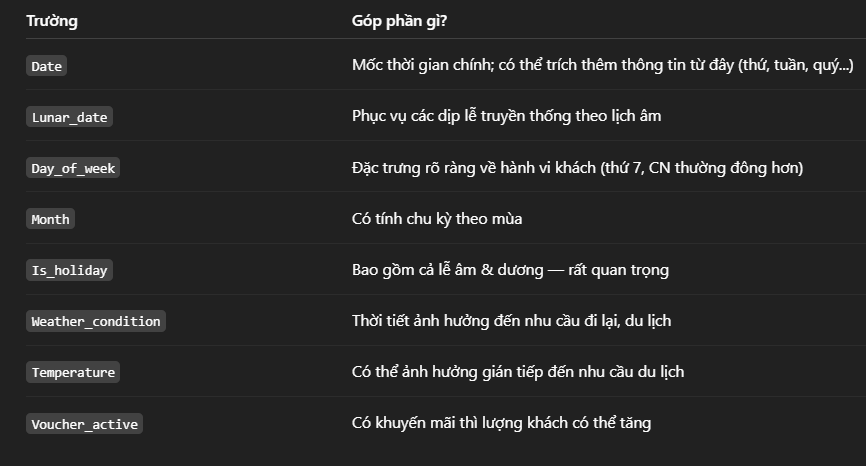 Trường Góp phần gì?
Date Mốc thời gian chính; có thể trích thêm thông tin từ đây (thứ, tuần, quý...)
Lunar_date Phục vụ các dịp lễ truyền thống theo lịch âm
Day_of_week Đặc trưng rõ ràng về hành vi khách (thứ 7, CN thường đông hơn)
Month Có tính chu kỳ theo mùa
Is_holiday Bao gồm cả lễ âm & dương — rất quan trọng
Weather_condition Thời tiết ảnh hưởng đến nhu cầu đi lại, du lịch
Temperature Có thể ảnh hưởng gián tiếp đến nhu cầu du lịch
Voucher_active Có khuyến mãi thì lượng khách có thể tăng